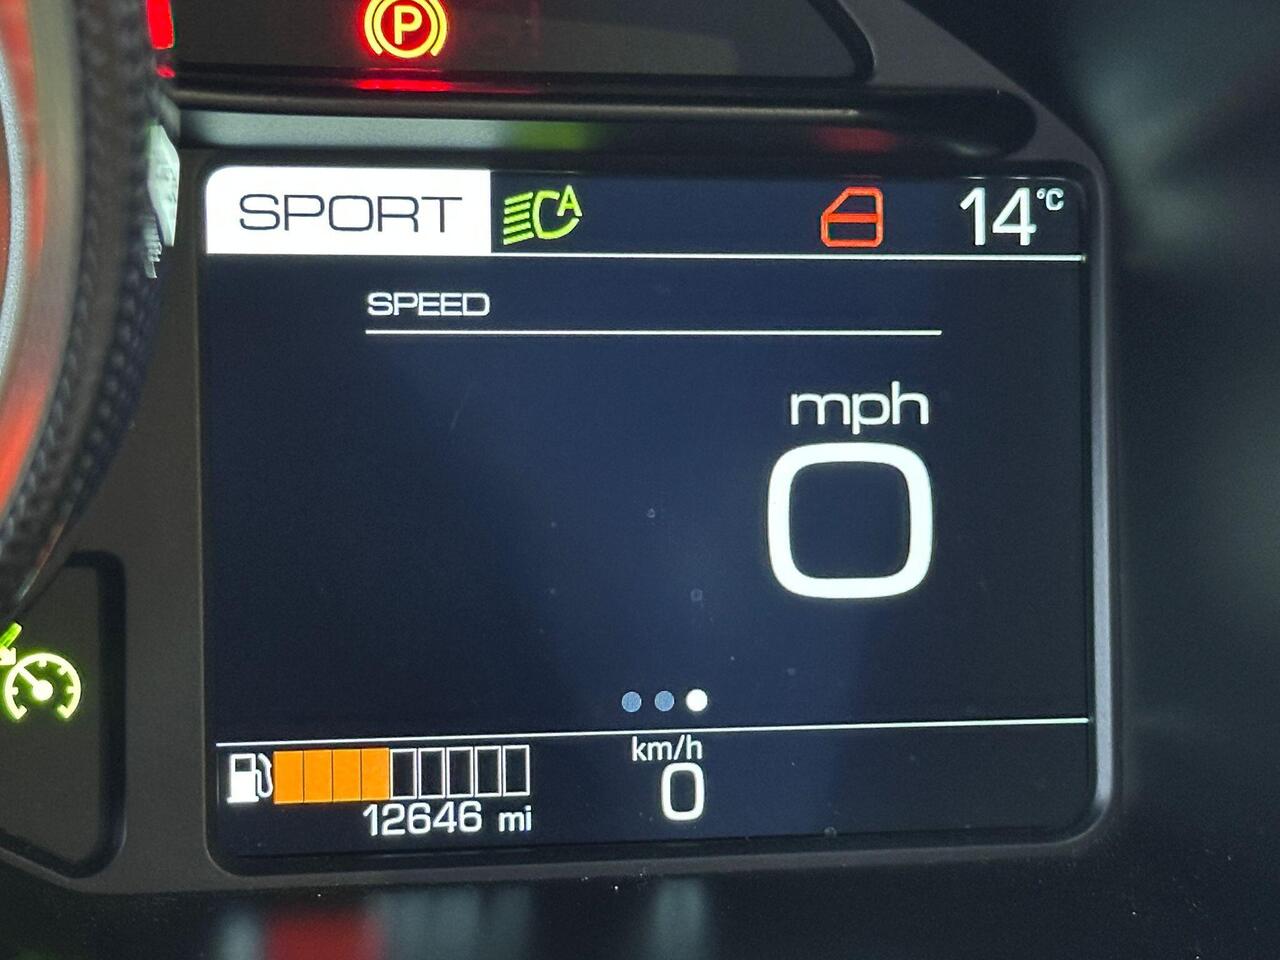 P
SPORT A 14°C
SPEED
mph
0
km/h
0
12646 mi